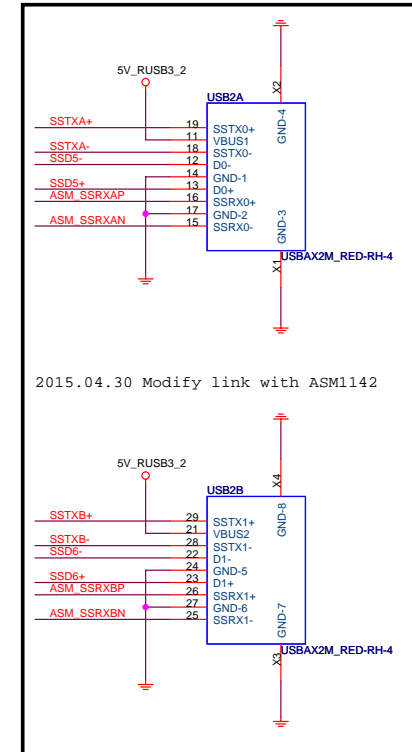 5V_RUSB3_2
USB2A
X2
GND-4
SSTXA+ 19 SSTX0+
11 VBUS1
SSTXA- 18 SSTX0-
SSD5- 12 D0-
14 GND-1
SSD5+ 13 D0+
ASM_SSRXAP 16 SSRX0+
17 GND-2
ASM_SSRXAN 15 SSRX0-
GND-3
X1
USBAX2M_RED-RH-4
2015.04.30 Modify link with ASM1142
5V_RUSB3_2
USB2B
X4
GND-8
SSTXB+ 29 SSTX1+
21 VBUS2
SSTXB- 28 SSTX1-
SSD6- 22 D1-
24 GND-5
SSD6+ 23 D1+
ASM_SSRXBP 26 SSRX1+
27 GND-6
ASM_SSRXBN 25 SSRX1-
GND-7
X3
USBAX2M_RED-RH-4